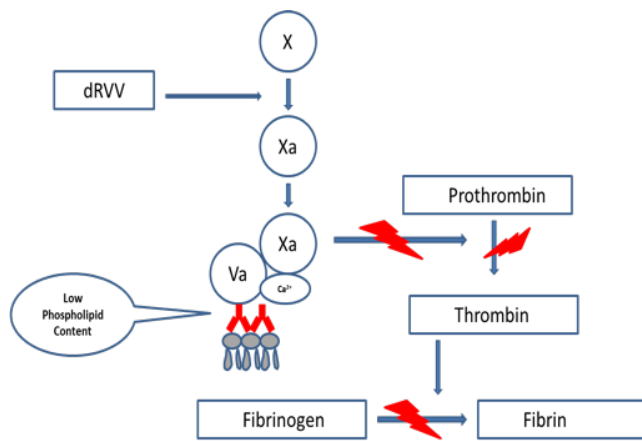 X
dRVV
Xa
Prothrombin
Xa
Va
Ca²⁺
Low
Phospholipid
Content
Thrombin
Fibrinogen
Fibrin